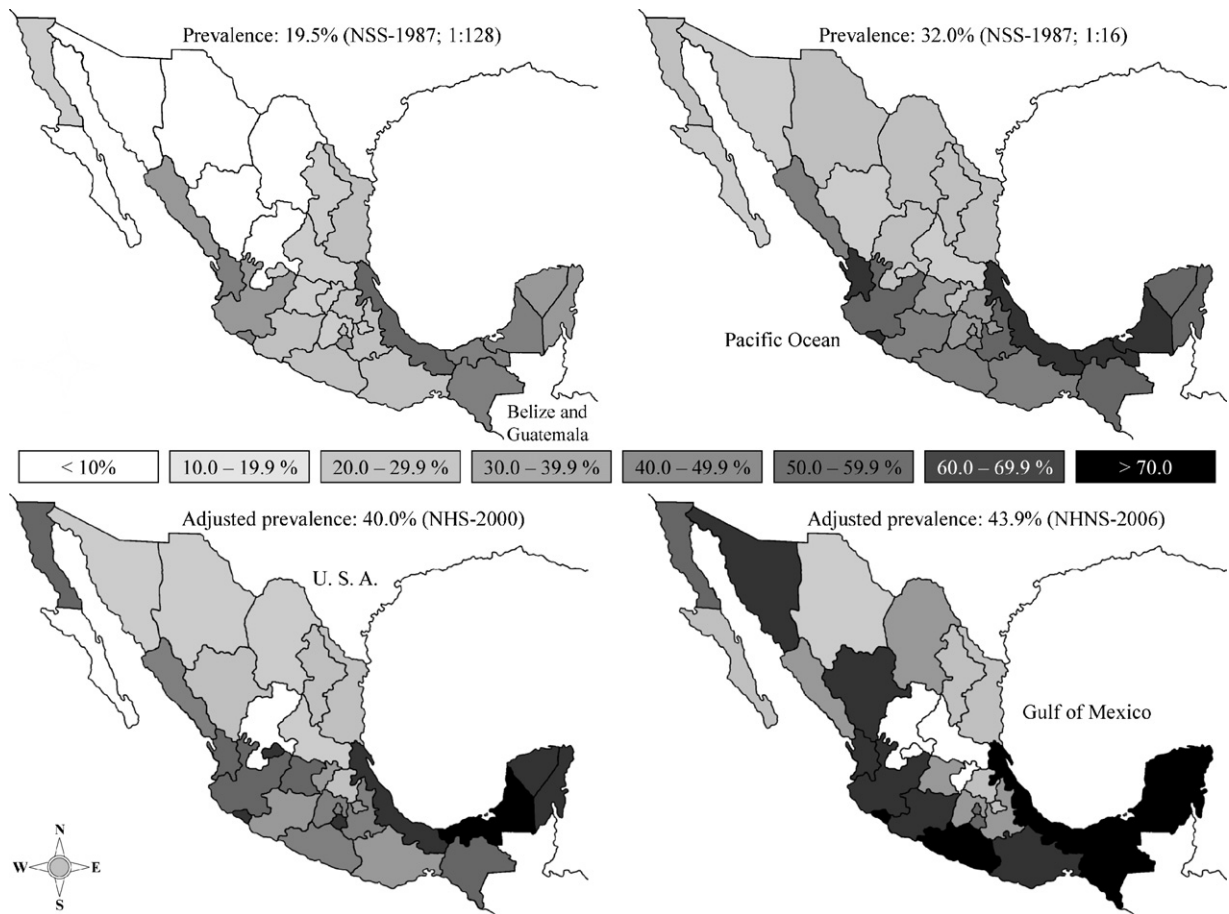 Prevalence: 19.5% (NSS-1987; 1:128)
Prevalence: 32.0% (NSS-1987; 1:16)
Pacific Ocean
Belize and
Guatemala
< 10%
10.0 – 19.9 %
20.0 – 29.9 %
30.0 – 39.9 %
40.0 – 49.9 %
50.0 – 59.9 %
60.0 – 69.9 %
> 70.0
Adjusted prevalence: 40.0% (NHS-2000)
Adjusted prevalence: 43.9% (NHNS-2006)
U. S. A.
Gulf of Mexico
N
W
E
S